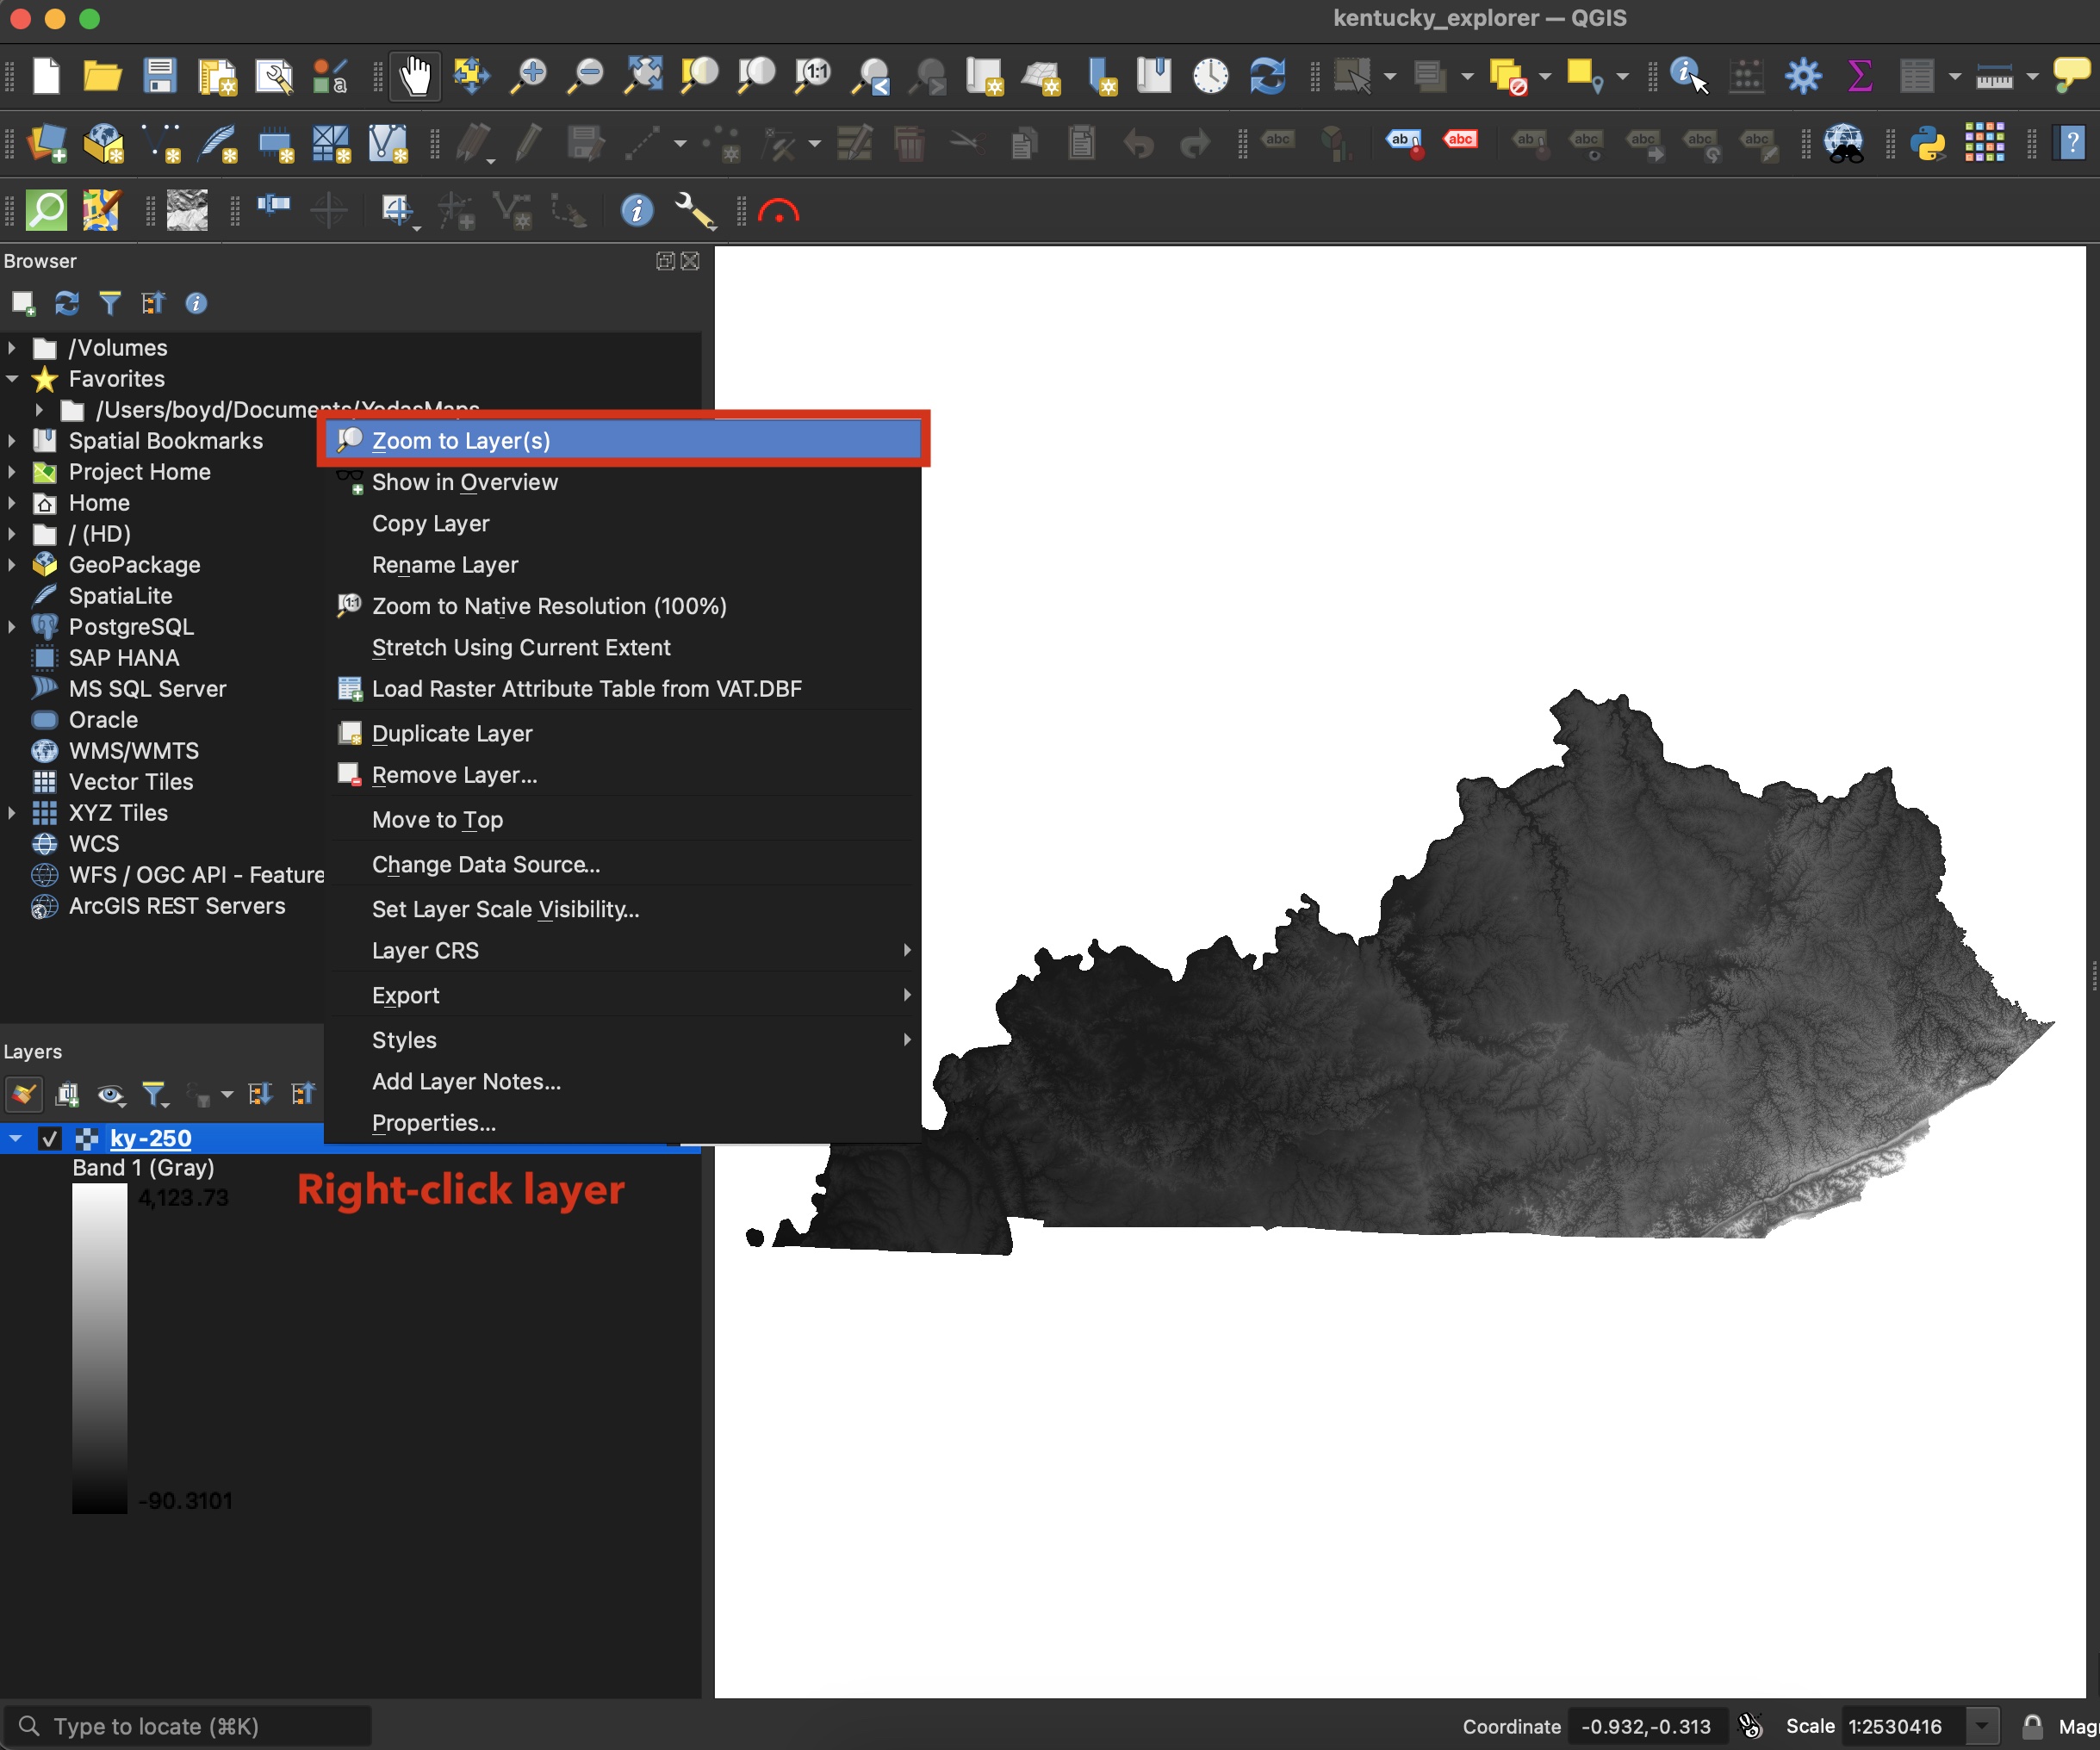 kentucky_explorer — QGIS
Browser
/Volumes
Favorites
/Users/boyd/Documents/YodasMaps
Spatial Bookmarks
Project Home
Home
/ (HD)
GeoPackage
SpatiaLite
PostgreSQL
SAP HANA
MS SQL Server
Oracle
WMS/WMTS
Vector Tiles
XYZ Tiles
WCS
WFS / OGC API - Feature
ArcGIS REST Servers
Zoom to Layer(s)
Show in Overview
Copy Layer
Rename Layer
Zoom to Native Resolution (100%)
Stretch Using Current Extent
Load Raster Attribute Table from VAT.DBF
Duplicate Layer
Remove Layer...
Move to Top
Change Data Source...
Set Layer Scale Visibility...
Layer CRS
Export
Styles
Add Layer Notes...
Properties...
Layers
ky-250
Band 1 (Gray)
4,123.73
-90.3101
Right-click layer
Type to locate (⌘K)
Coordinate -0.932,-0.313 Scale 1:2530416 Mag